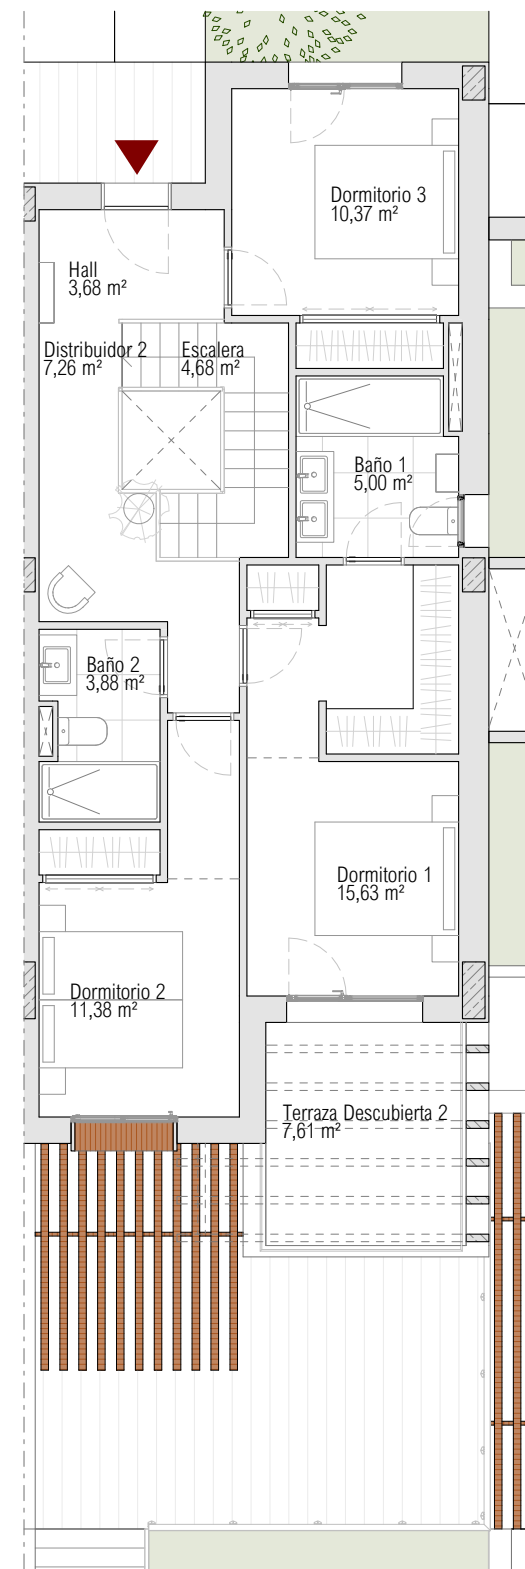 Dormitorio 3
10,37 m²
Hall
3,68 m²
Distribuidor 2
7,26 m²
Escalera
4,68 m²
Baño 1
5,00 m²
Baño 2
3,88 m²
Dormitorio 1
15,63 m²
Dormitorio 2
11,38 m²
Terraza Descubierta 2
7,61 m²